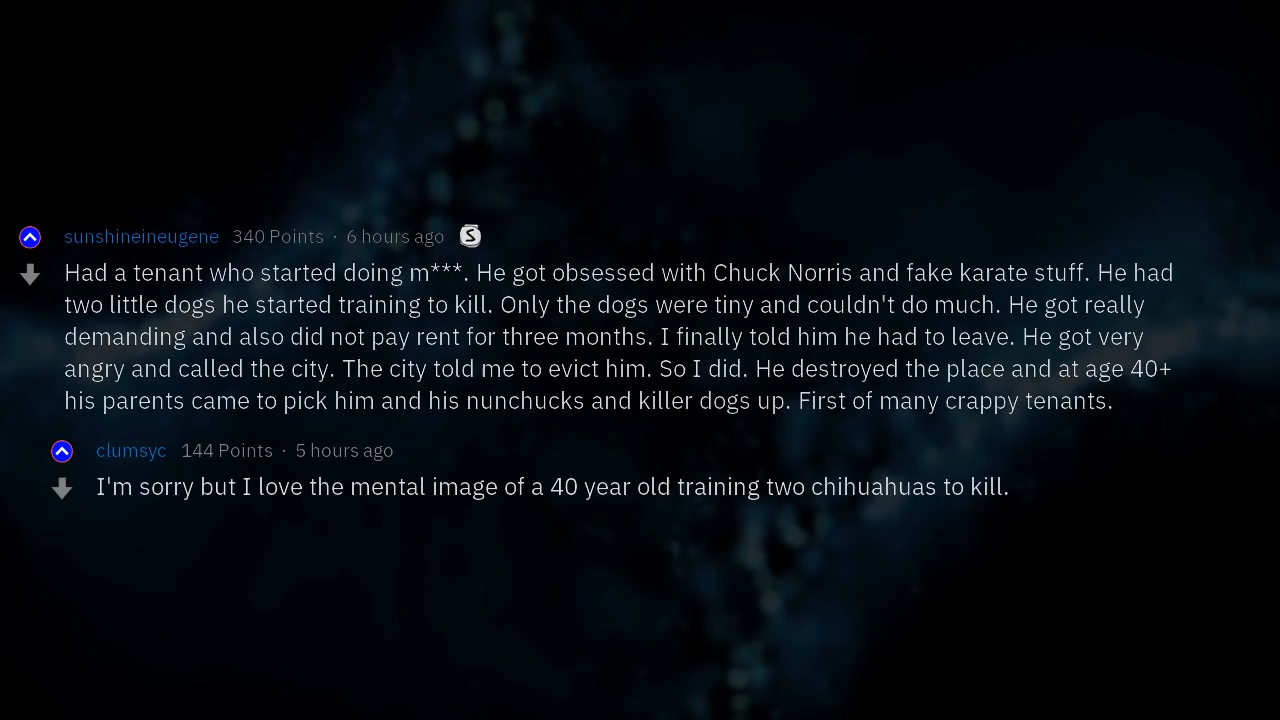 sunshineineugene 340 Points · 6 hours ago S
Had a tenant who started doing m***. He got obsessed with Chuck Norris and fake karate stuff. He had
two little dogs he started training to kill. Only the dogs were tiny and couldn't do much. He got really
demanding and also did not pay rent for three months. I finally told him he had to leave. He got very
angry and called the city. The city told me to evict him. So I did. He destroyed the place and at age 40+
his parents came to pick him and his nunchucks and killer dogs up. First of many crappy tenants.
clumsyc 144 Points · 5 hours ago
I'm sorry but I love the mental image of a 40 year old training two chihuahuas to kill.